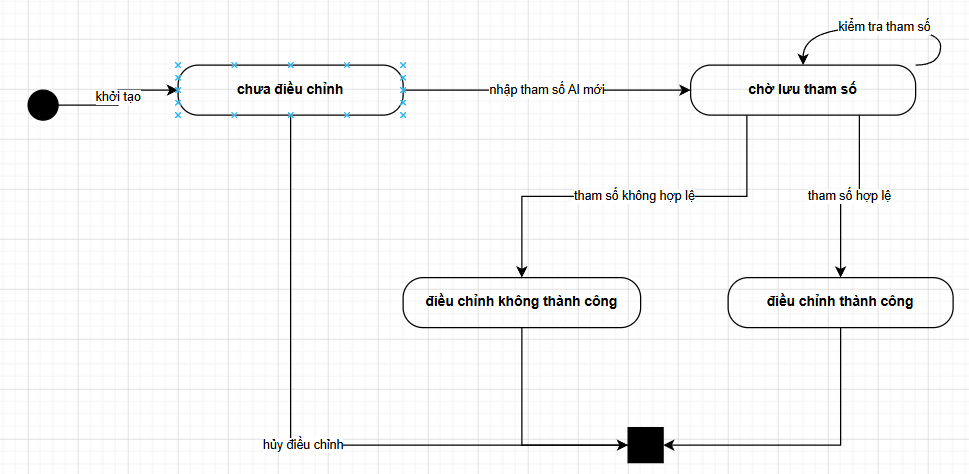 kiểm tra tham số
khởi tạo
chưa điều chỉnh
nhập tham số AI mới
chờ lưu tham số
tham số không hợp lệ
tham số hợp lệ
điều chỉnh không thành công
điều chỉnh thành công
hủy điều chỉnh